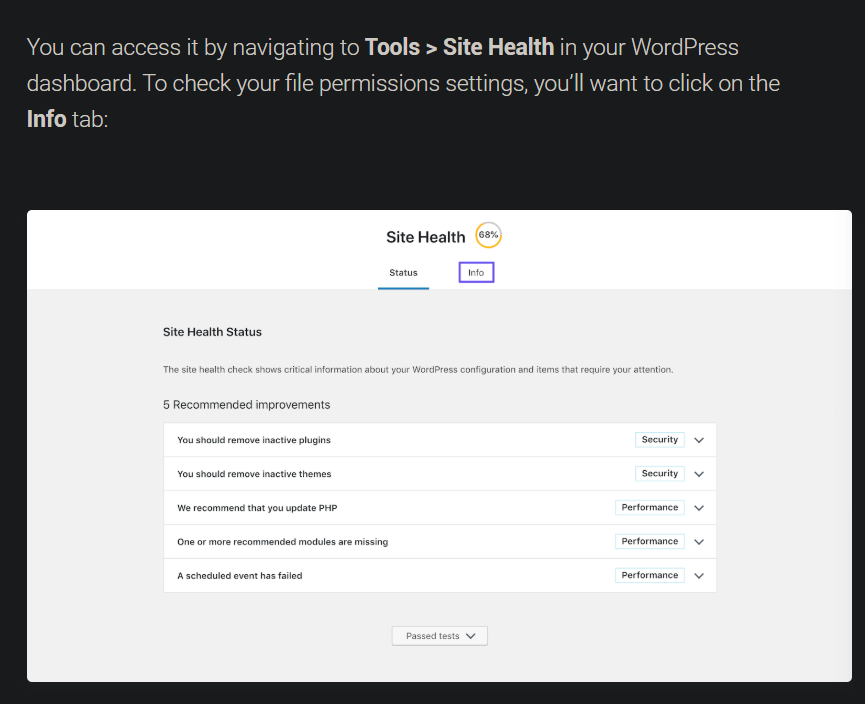 You can access it by navigating to Tools > Site Health in your WordPress
dashboard. To check your file permissions settings, you’ll want to click on the
Info tab:
Site Health 68%
Status Info
Site Health Status
The site health check shows critical information about your WordPress configuration and items that require your attention.
5 Recommended improvements
You should remove inactive plugins Security
You should remove inactive themes Security
We recommend that you update PHP Performance
One or more recommended modules are missing Performance
A scheduled event has failed Performance
Passed tests